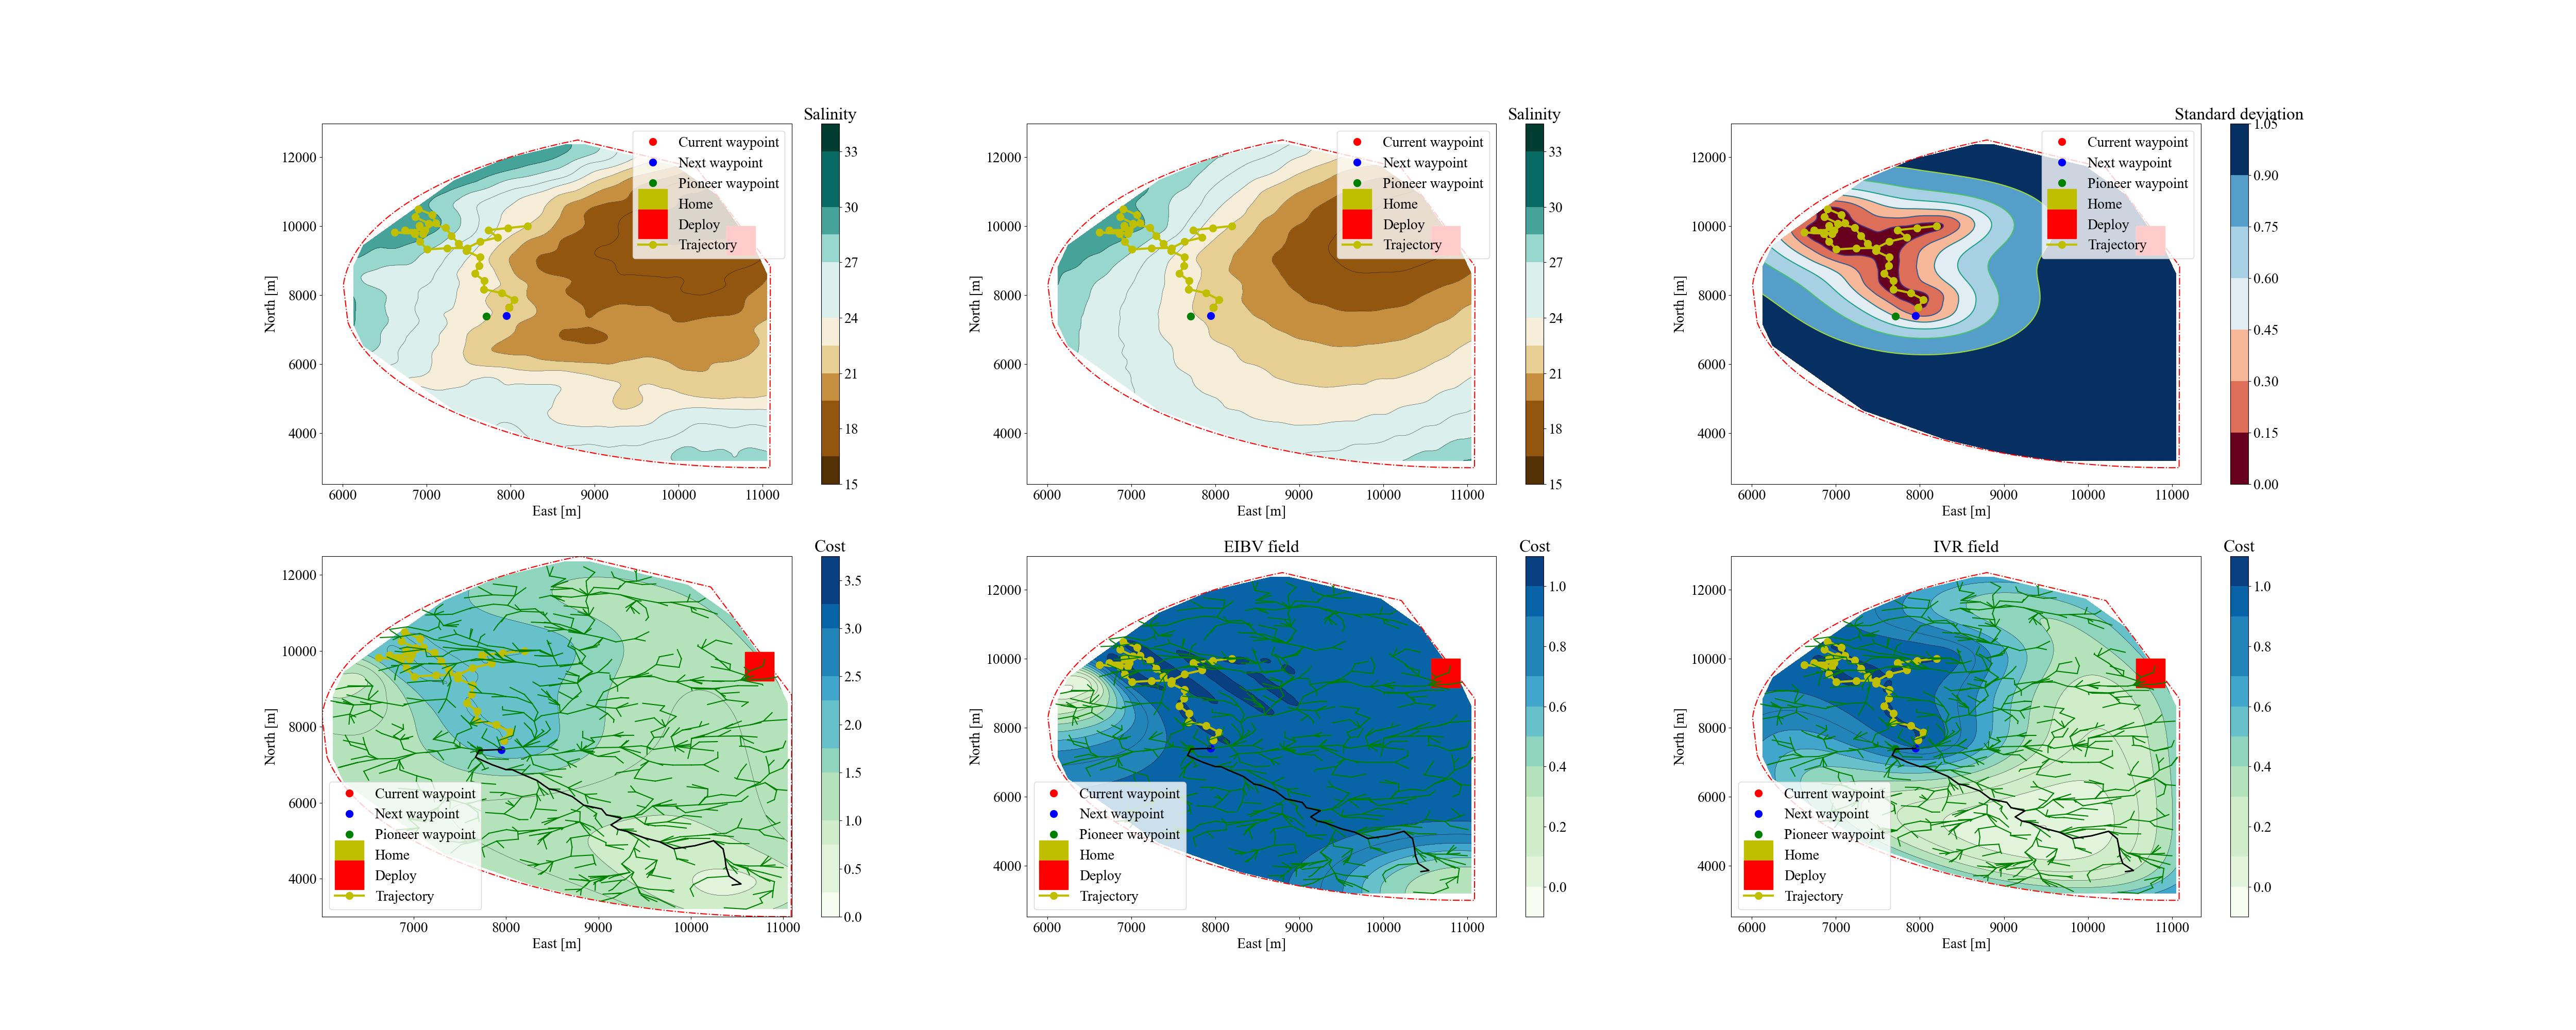 Salinity
Current waypoint
Next waypoint
Pioneer waypoint
Home
Deploy
Trajectory
12000
10000
8000
6000
4000
North [m]
6000 7000 8000 9000 10000 11000
East [m]
33
30
27
24
21
18
15
Salinity
Current waypoint
Next waypoint
Pioneer waypoint
Home
Deploy
Trajectory
12000
10000
8000
6000
4000
North [m]
6000 7000 8000 9000 10000 11000
East [m]
33
30
27
24
21
18
15
Standard deviation
Current waypoint
Next waypoint
Pioneer waypoint
Home
Deploy
Trajectory
12000
10000
8000
6000
4000
North [m]
6000 7000 8000 9000 10000 11000
East [m]
1.05
0.90
0.75
0.60
0.45
0.30
0.15
0.00
Cost
12000
10000
8000
6000
4000
North [m]
Current waypoint
Next waypoint
Pioneer waypoint
Home
Deploy
Trajectory
7000 8000 9000 10000 11000
East [m]
3.5
3.0
2.5
2.0
1.5
1.0
0.5
0.0
EIBV field
Cost
12000
10000
8000
6000
4000
North [m]
Current waypoint
Next waypoint
Pioneer waypoint
Home
Deploy
Trajectory
6000 7000 8000 9000 10000 11000
East [m]
1.0
0.8
0.6
0.4
0.2
0.0
IVR field
Cost
12000
10000
8000
6000
4000
North [m]
Current waypoint
Next waypoint
Pioneer waypoint
Home
Deploy
Trajectory
6000 7000 8000 9000 10000 11000
East [m]
1.0
0.8
0.6
0.4
0.2
0.0